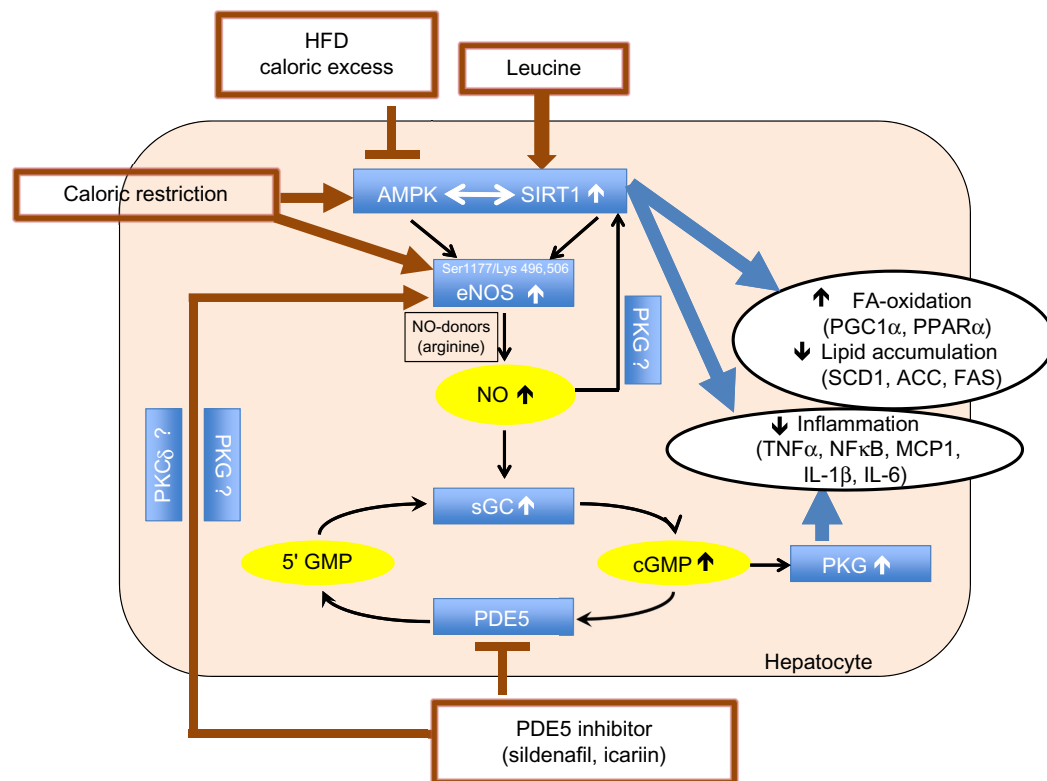 HFD
caloric excess
Leucine
Caloric restriction
AMPK
SIRT1
Ser1177/Lys 496,506
eNOS
NO-donors
(arginine)
PKG ?
NO
FA-oxidation
(PGC1α, PPARα)
Lipid accumulation
(SCD1, ACC, FAS)
Inflammation
(TNFα, NFκB, MCP1,
IL-1β, IL-6)
PKCδ ?
PKG ?
sGC
5' GMP
cGMP
PKG
PDE5
Hepatocyte
PDE5 inhibitor
(sildenafil, icariin)